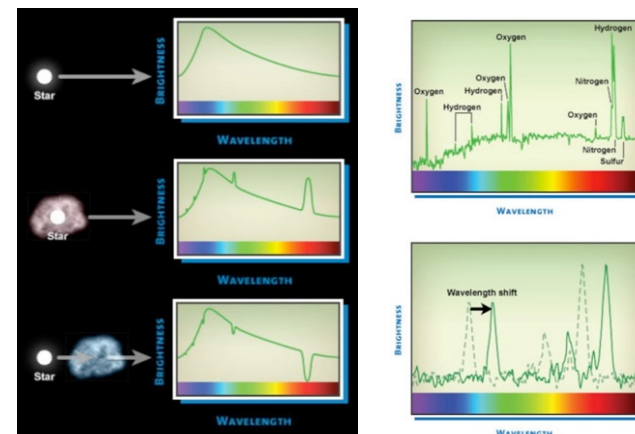 Star
BRIGHTNESS
WAVELENGTH
Star
BRIGHTNESS
WAVELENGTH
Star
BRIGHTNESS
WAVELENGTH
Hydrogen
Oxygen
Oxygen
Nitrogen
Oxygen
Hydrogen
Hydrogen
Oxygen
Nitrogen
Sulfur
BRIGHTNESS
WAVELENGTH
Wavelength shift
BRIGHTNESS
WAVELENGTH